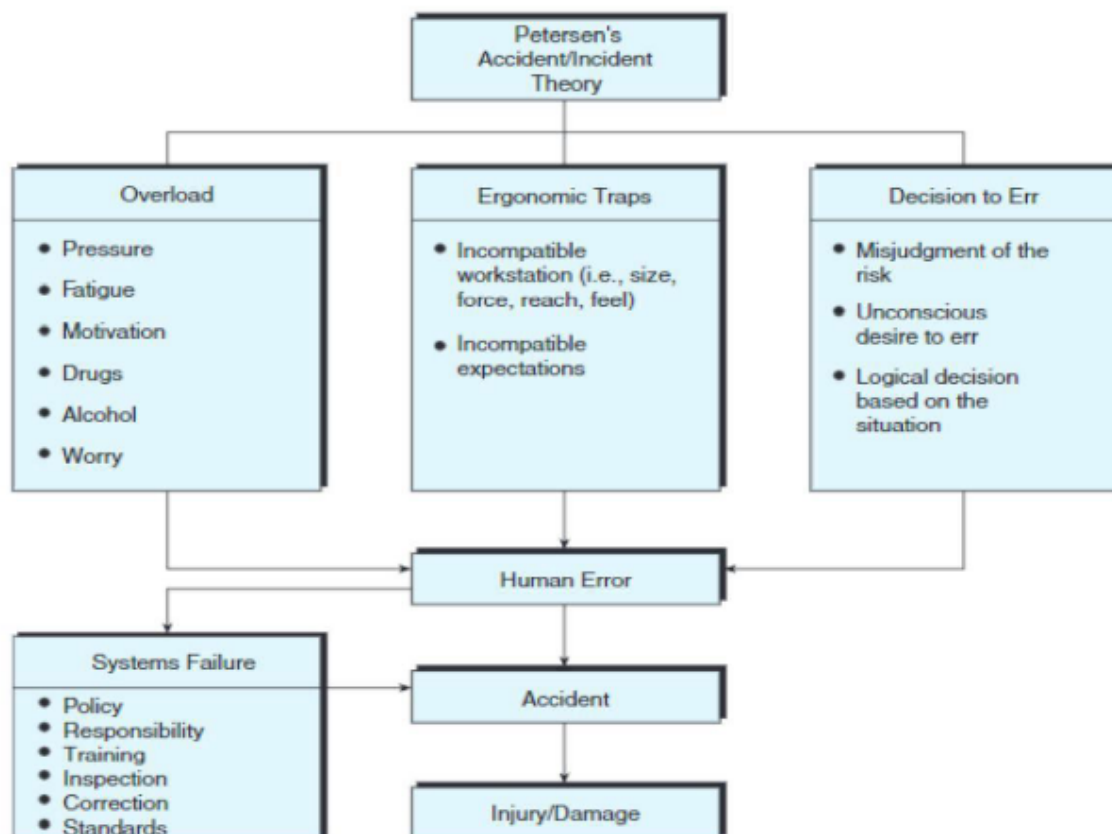 Petersen's
Accident/Incident
Theory
Overload
• Pressure
• Fatigue
• Motivation
• Drugs
• Alcohol
• Worry
Ergonomic Traps
• Incompatible
workstation (i.e., size,
force, reach, feel)
• Incompatible
expectations
Decision to Err
• Misjudgment of the
risk
• Unconscious
desire to err
• Logical decision
based on the
situation
Human Error
Systems Failure
• Policy
• Responsibility
• Training
• Inspection
• Correction
• Standards
Accident
Injury/Damage